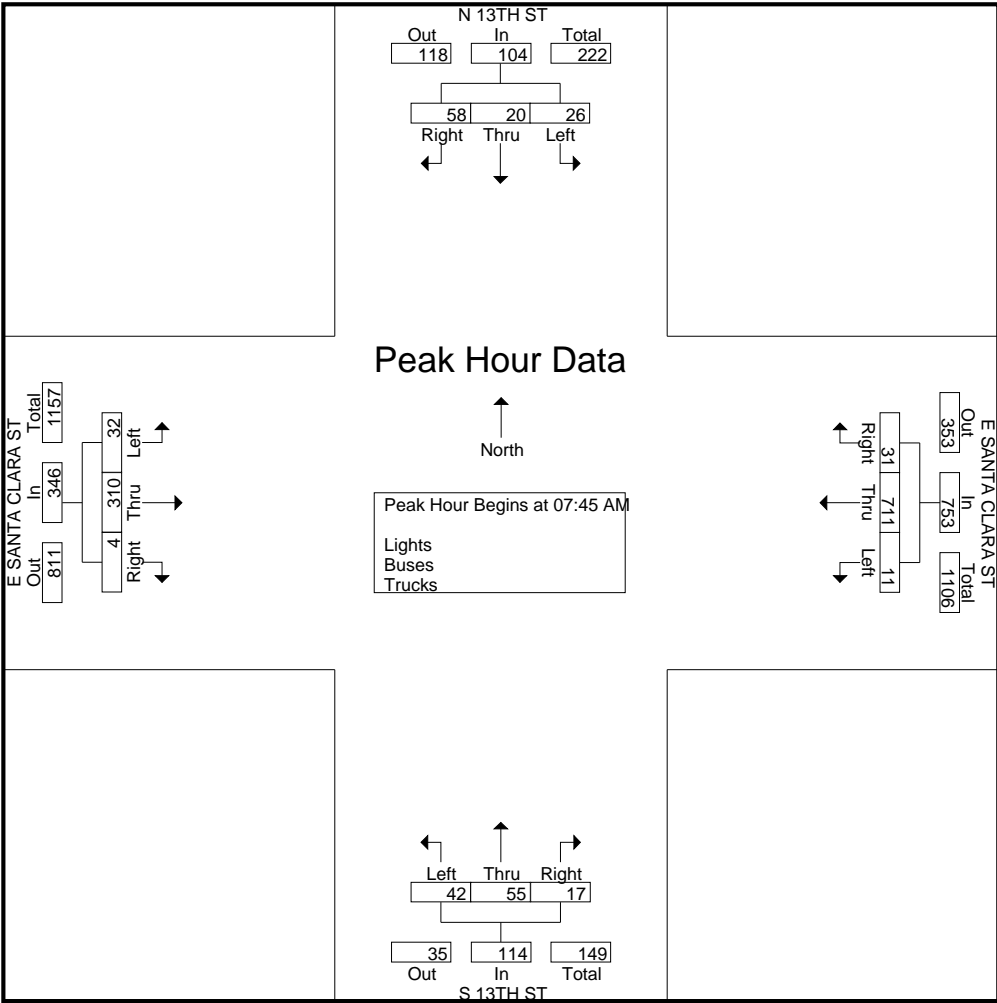 N 13TH ST
Out In Total
118 104 222
58 20 26
Right Thru Left
Peak Hour Data
North
Peak Hour Begins at 07:45 AM
Lights
Buses
Trucks
E SANTA CLARA ST
Out In Total
811 346 1157
4 310 32
Right Thru Left
E SANTA CLARA ST
Out In Total
353 753 1106
31 711 11
Right Thru Left
Left Thru Right
42 55 17
35 114 149
Out In Total
S 13TH ST